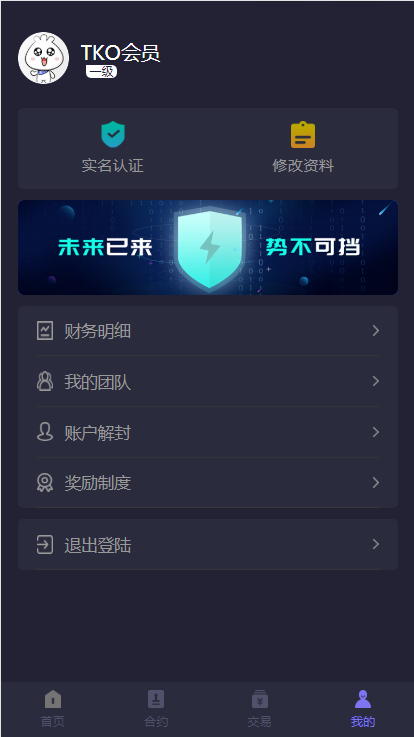 TKO会员
一级
实名认证 修改资料
未来已来 势不可挡
财务明细
我的团队
账户解封
奖励制度
退出登陆
首页 合约 交易 我的